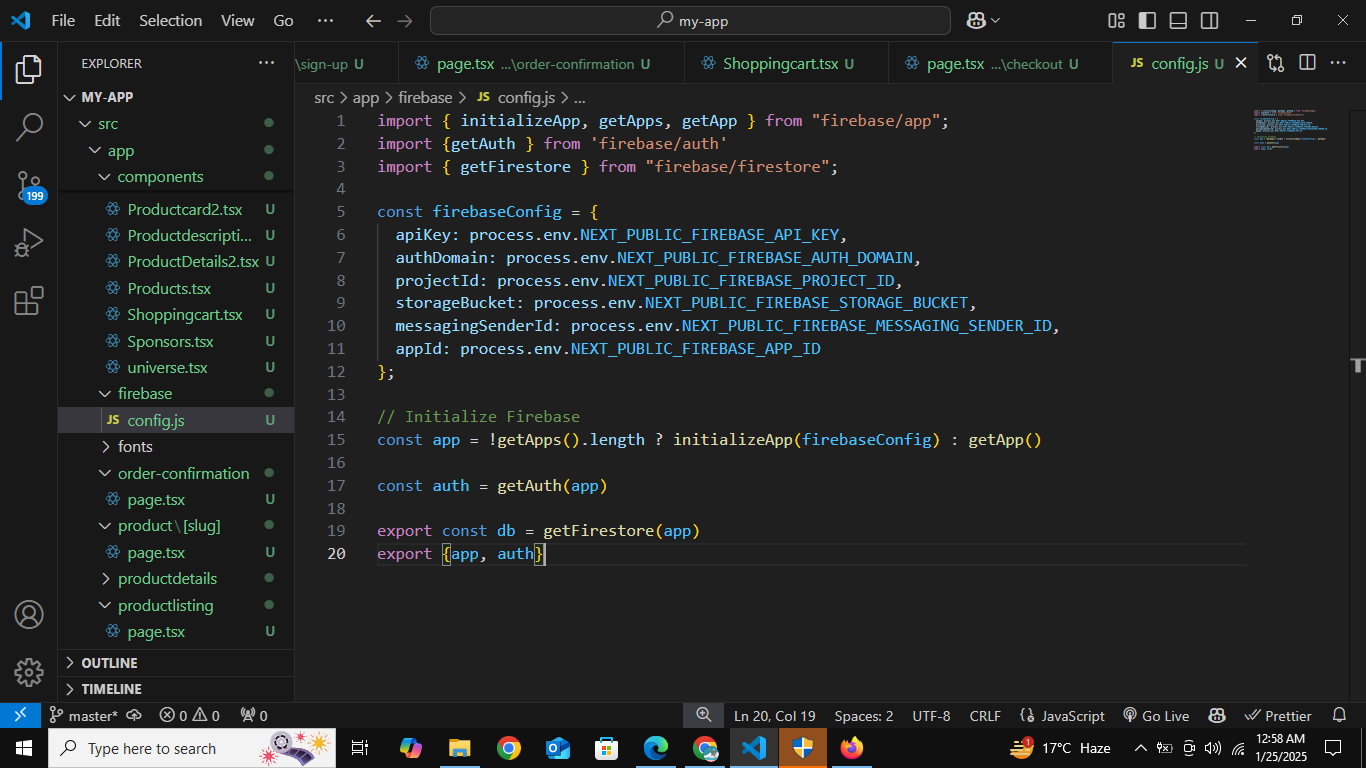 File Edit Selection View Go ··· my-app
EXPLORER ···
\sign-up U
page.tsx ...\order-confirmation U
Shoppingcart.tsx U
page.tsx ...\checkout U
JS config.js U
MY-APP
src
app
components
Productcard2.tsx U
Productdescripti... U
ProductDetails2.tsx U
Products.tsx U
Shoppingcart.tsx U
Sponsors.tsx U
universe.tsx U
firebase
JS config.js U
fonts
order-confirmation
page.tsx U
product\[slug]
page.tsx U
productdetails
productlisting
page.tsx U
OUTLINE
TIMELINE
199
src > app > firebase > JS config.js > ...
1 import { initializeApp, getApps, getApp } from "firebase/app";
2 import {getAuth } from 'firebase/auth'
3 import { getFirestore } from "firebase/firestore";
4
5 const firebaseConfig = {
6 apiKey: process.env.NEXT_PUBLIC_FIREBASE_API_KEY,
7 authDomain: process.env.NEXT_PUBLIC_FIREBASE_AUTH_DOMAIN,
8 projectId: process.env.NEXT_PUBLIC_FIREBASE_PROJECT_ID,
9 storageBucket: process.env.NEXT_PUBLIC_FIREBASE_STORAGE_BUCKET,
10 messagingSenderId: process.env.NEXT_PUBLIC_FIREBASE_MESSAGING_SENDER_ID,
11 appId: process.env.NEXT_PUBLIC_FIREBASE_APP_ID
12 };
13
14 // Initialize Firebase
15 const app = !getApps().length ? initializeApp(firebaseConfig) : getApp()
16
17 const auth = getAuth(app)
18
19 export const db = getFirestore(app)
20 export {app, auth}
master* 0 0 0 Ln 20, Col 19 Spaces: 2 UTF-8 CRLF {} JavaScript Go Live Prettier
Type here to search 1 17°C Haze 12:58 AM
1/25/2025